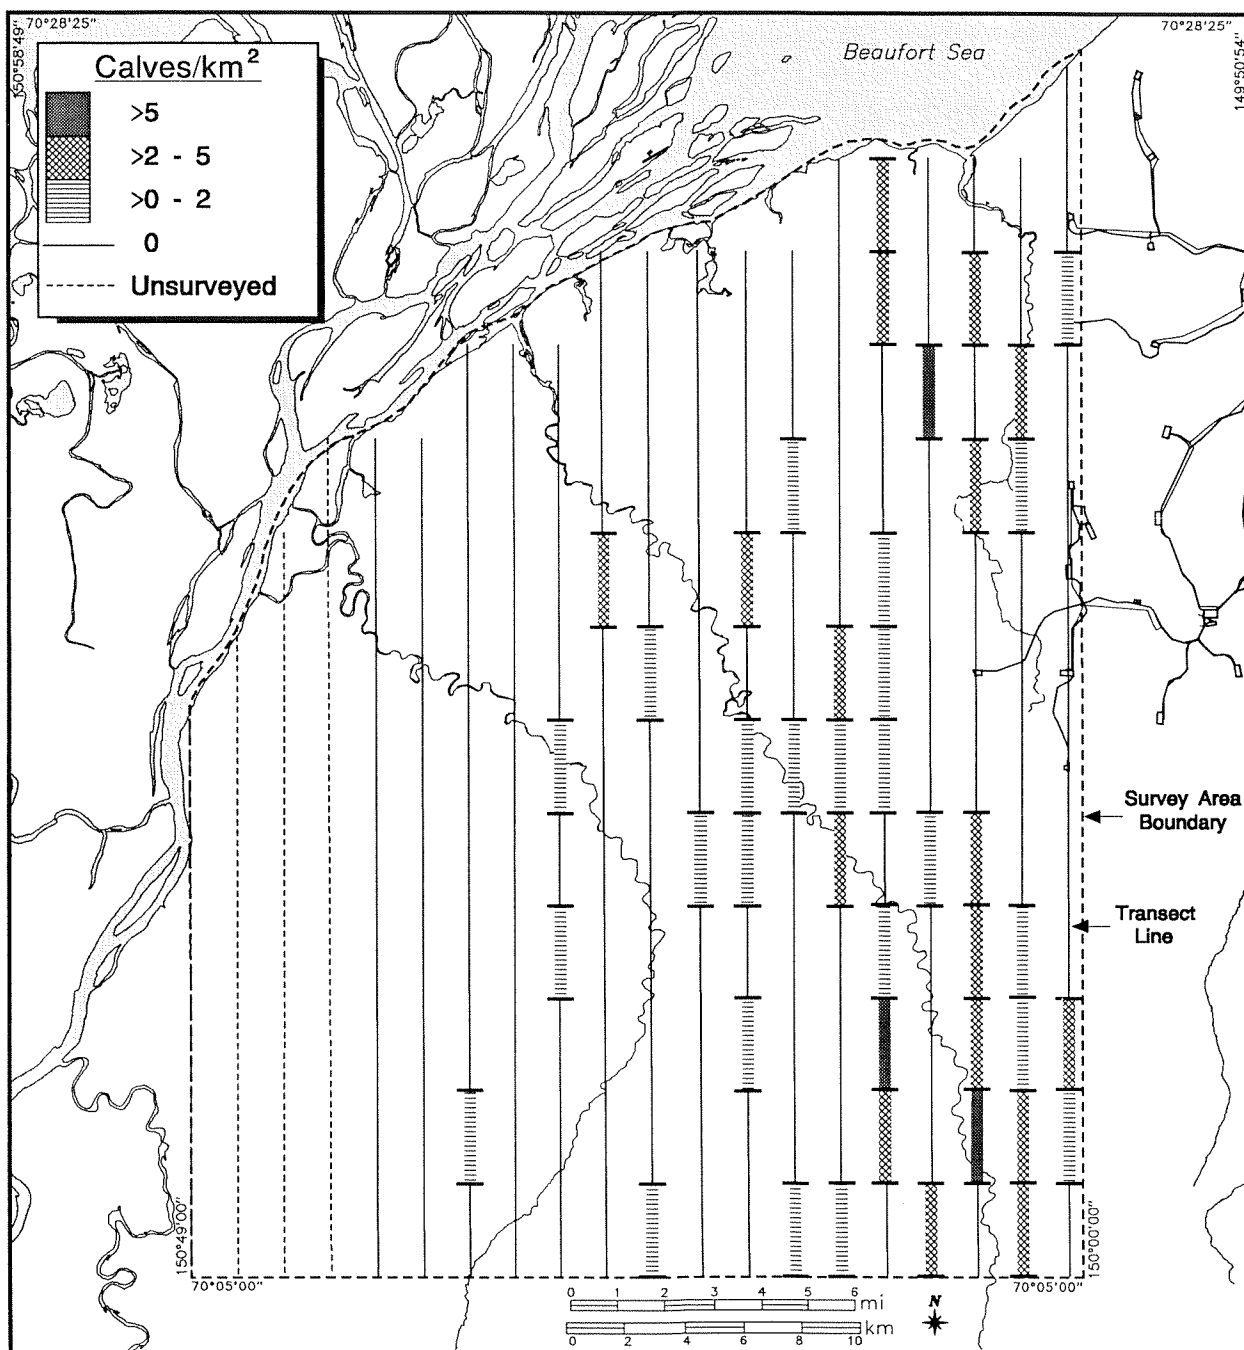 70°28'25"
70°28'25"
150°58'49"
149°50'54"
Beaufort Sea
Calves/km²
>5
>2 - 5
>0 - 2
0
Unsurveyed
Survey Area
Boundary
Transect
Line
150°49'00"
70°05'00"
70°05'00"
150°00'00"
0 1 2 3 4 5 6
mi
km
0 2 4 6 8 10
N